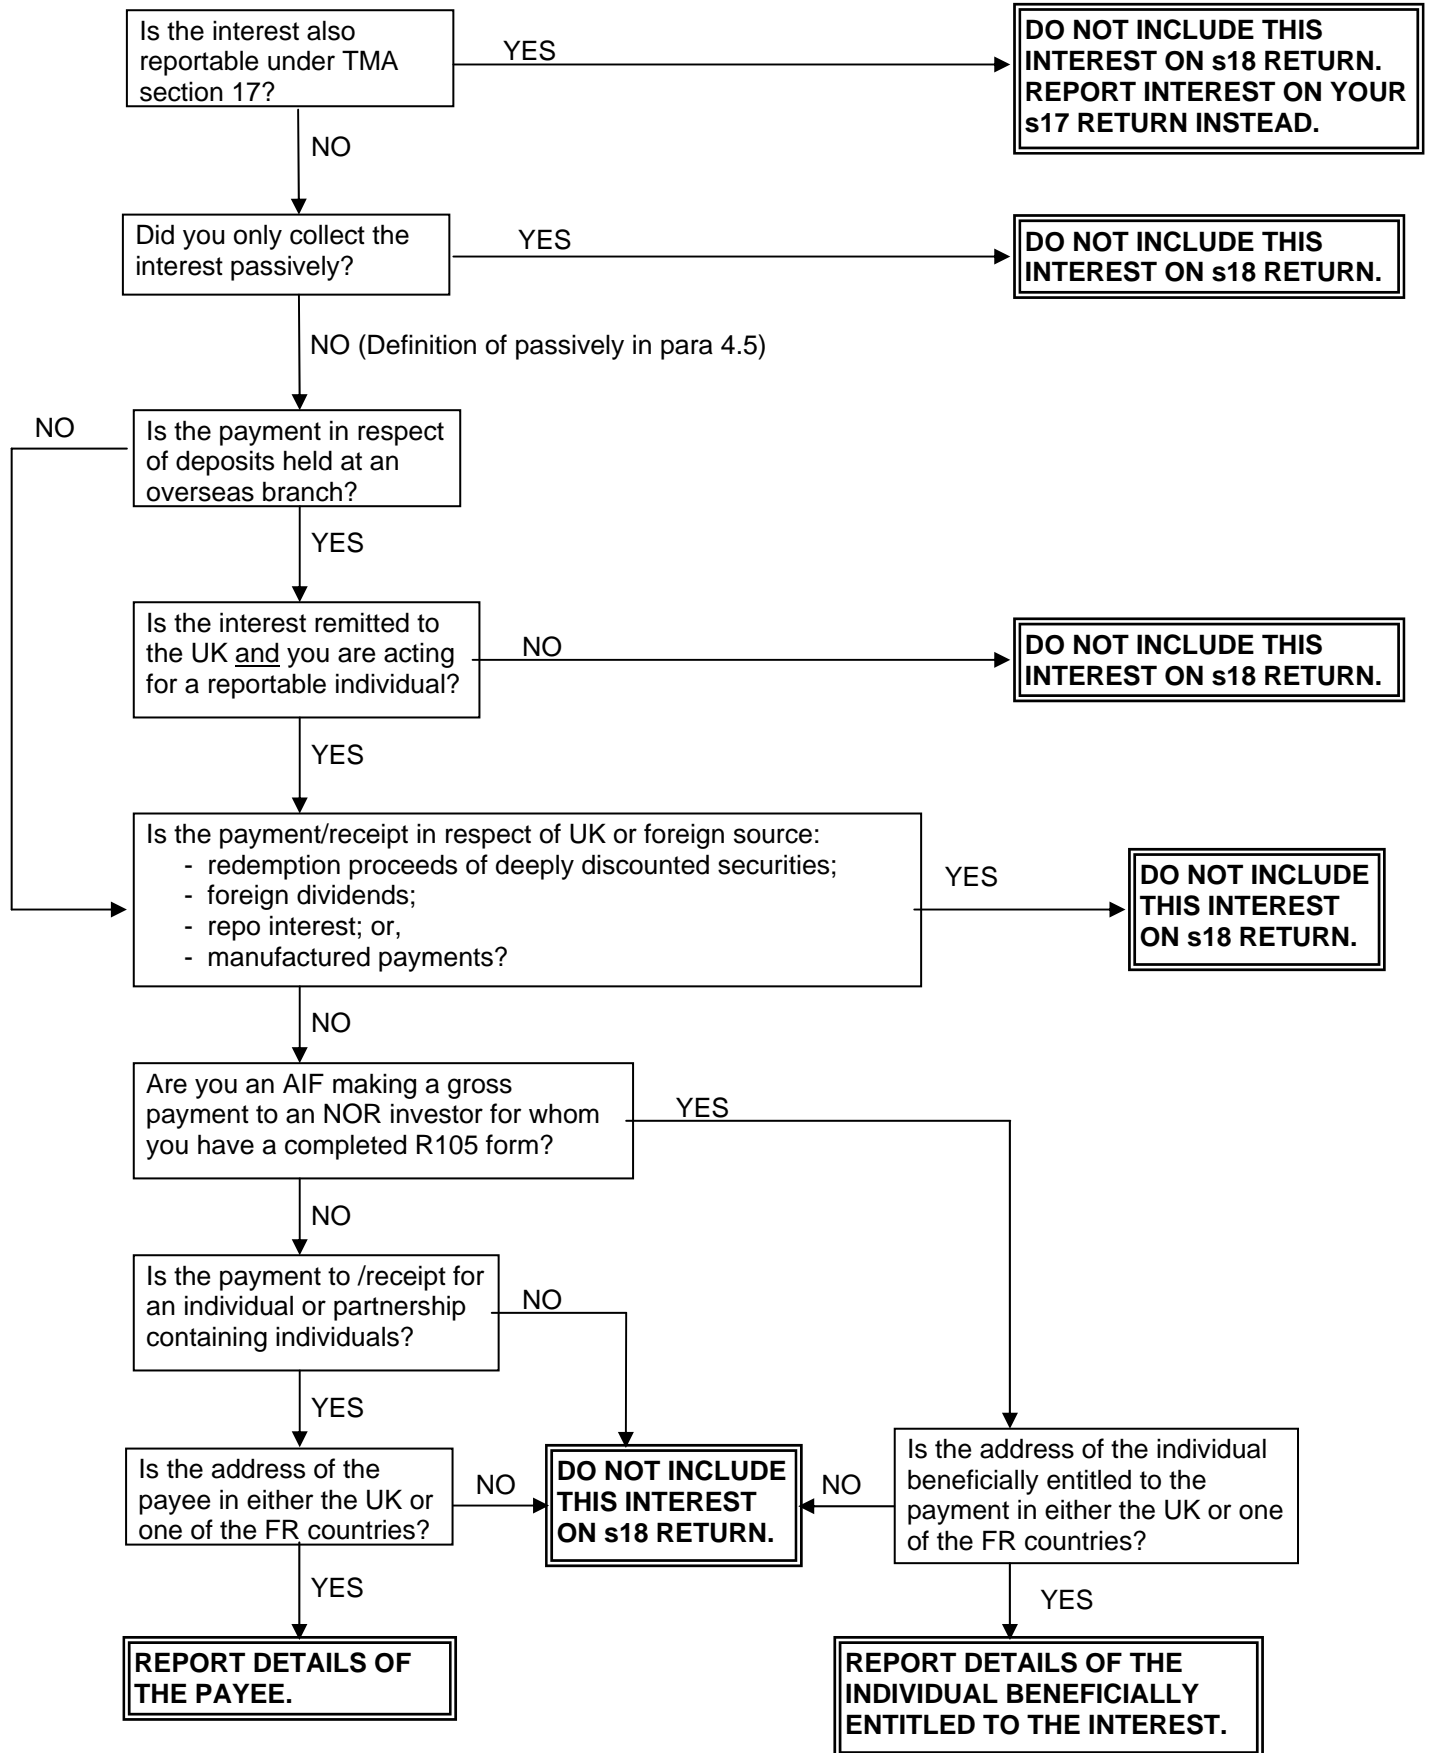 Is the interest also
reportable under TMA
section 17?
YES
DO NOT INCLUDE THIS
INTEREST ON s18 RETURN.
REPORT INTEREST ON YOUR
s17 RETURN INSTEAD.
NO
Did you only collect the
interest passively?
YES
DO NOT INCLUDE THIS
INTEREST ON s18 RETURN.
NO (Definition of passively in para 4.5)
NO
Is the payment in respect
of deposits held at an
overseas branch?
YES
Is the interest remitted to
the UK and you are acting
for a reportable individual?
NO
DO NOT INCLUDE THIS
INTEREST ON s18 RETURN.
YES
Is the payment/receipt in respect of UK or foreign source:
- redemption proceeds of deeply discounted securities;
- foreign dividends;
- repo interest; or,
- manufactured payments?
YES
DO NOT INCLUDE
THIS INTEREST
ON s18 RETURN.
NO
Are you an AIF making a gross
payment to an NOR investor for whom
you have a completed R105 form?
YES
NO
Is the payment to /receipt for
an individual or partnership
containing individuals?
NO
YES
Is the address of the
payee in either the UK or
one of the FR countries?
NO
DO NOT INCLUDE
THIS INTEREST
ON s18 RETURN.
NO
Is the address of the individual
beneficially entitled to the
payment in either the UK or one
of the FR countries?
YES
YES
REPORT DETAILS OF
THE PAYEE.
REPORT DETAILS OF THE
INDIVIDUAL BENEFICIALLY
ENTITLED TO THE INTEREST.